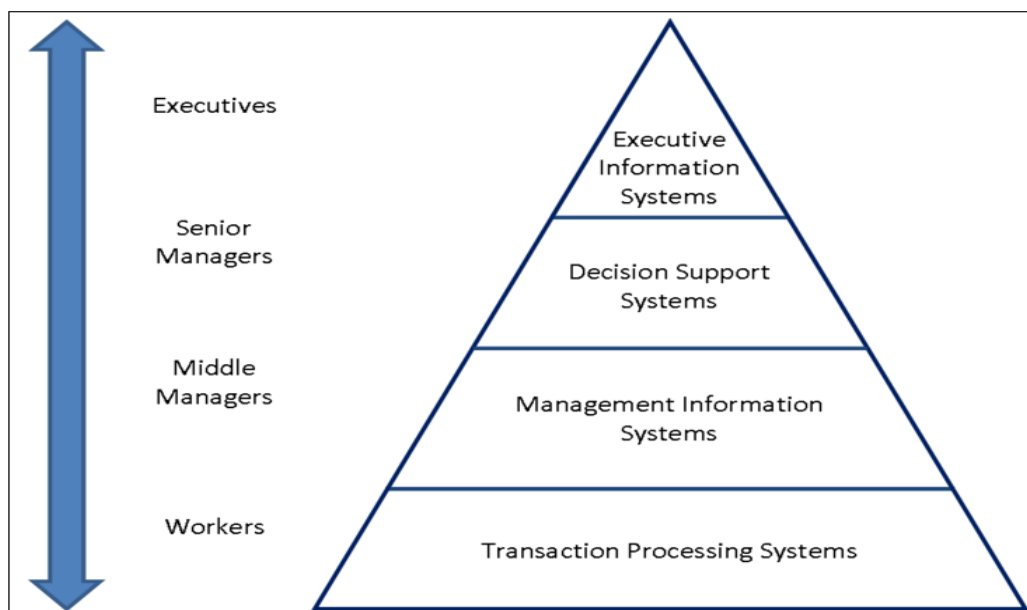 Executives
Executive
Information
Systems
Senior
Managers
Decision Support
Systems
Middle
Managers
Management Information
Systems
Workers
Transaction Processing Systems